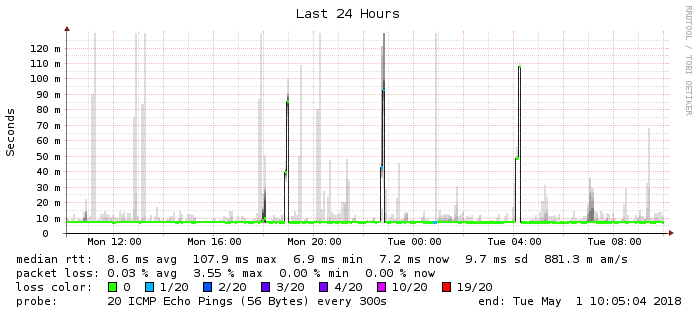 Last 24 Hours
RRDTOOL / TOBI OETIKER
Seconds
120 m
110 m
100 m
90 m
80 m
70 m
60 m
50 m
40 m
30 m
20 m
10 m
0
Mon 12:00 Mon 16:00 Mon 20:00 Tue 00:00 Tue 04:00 Tue 08:00
median rtt: 8.6 ms avg 107.9 ms max 6.9 ms min 7.2 ms now 9.7 ms sd 881.3 m am/s
packet loss: 0.03 % avg 3.55 % max 0.00 % min 0.00 % now
loss color: 0 1/20 2/20 3/20 4/20 10/20 19/20
probe: 20 ICMP Echo Pings (56 Bytes) every 300s end: Tue May 1 10:05:04 2018